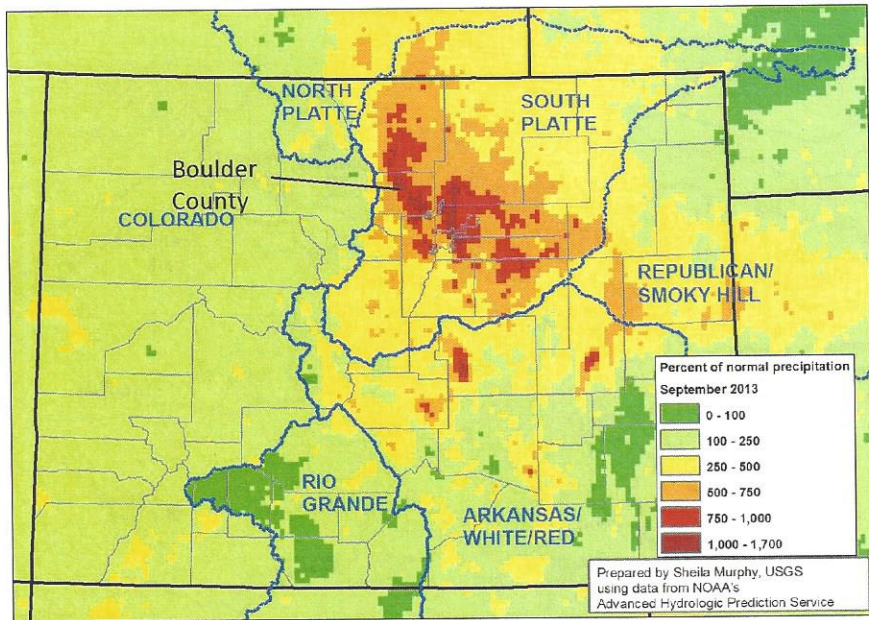 NORTH
PLATTE
SOUTH
PLATTE
Boulder
County
COLORADO
REPUBLICAN/
SMOKY HILL
RIO
GRANDE
ARKANSAS/
WHITE/RED
Percent of normal precipitation
September 2013
0 - 100
100 - 250
250 - 500
500 - 750
750 - 1,000
1,000 - 1,700
Prepared by Sheila Murphy, USGS
using data from NOAA's
Advanced Hydrologic Prediction Service